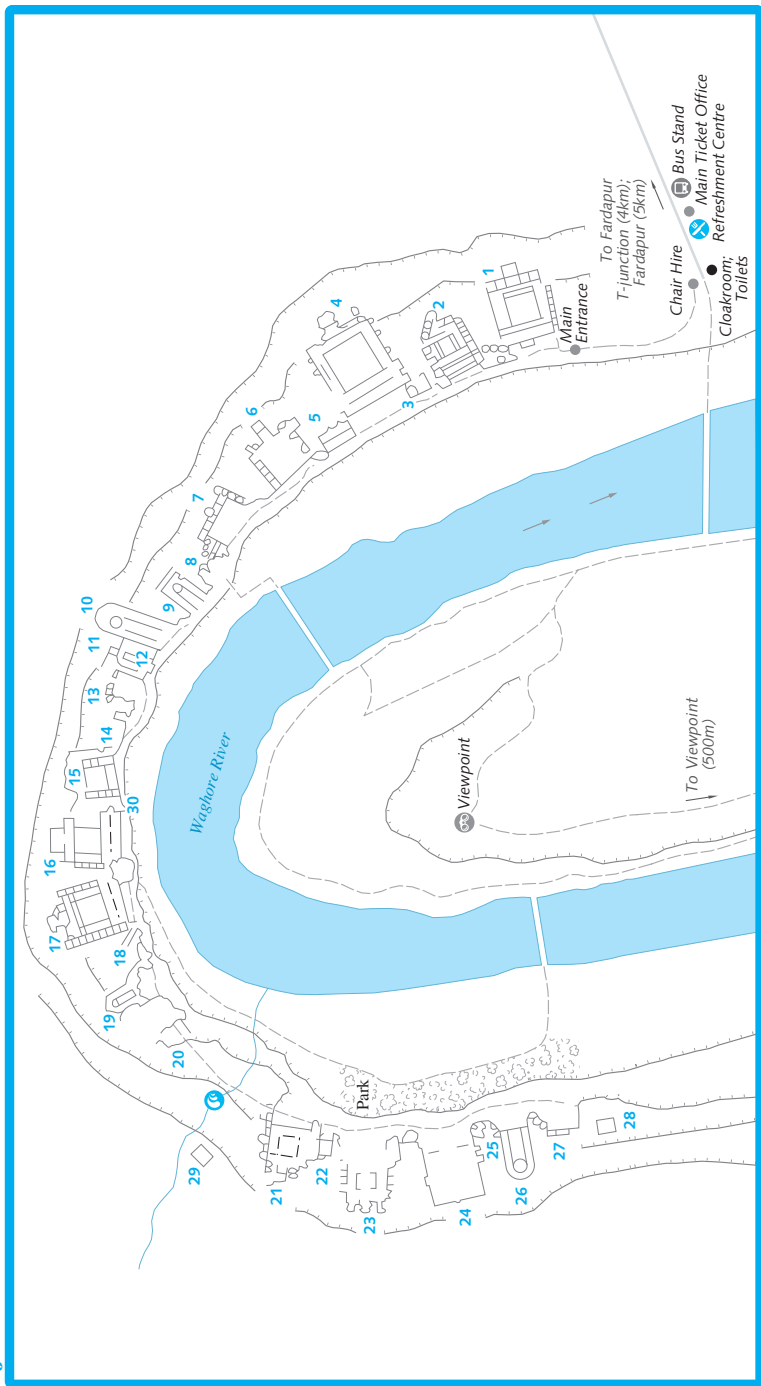 Bus Stand
Main Ticket Office
Refreshment Centre
To Fardapur
T-junction (4km);
Fardapur (5km)
Chair Hire
Cloakroom;
Toilets
Main
Entrance
1
2
3
4
5
6
7
8
9
10
11
12
13
14
15
30
16
17
18
19
20
29
21
22
23
24
25
26
27
28
Waghore River
Viewpoint
To Viewpoint
(500m)
Park